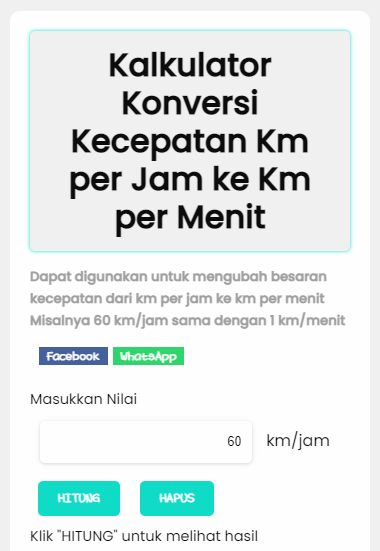 Kalkulator
Konversi
Kecepatan Km
per Jam ke Km
per Menit
Dapat digunakan untuk mengubah besaran
kecepatan dari km per jam ke km per menit
Misalnya 60 km/jam sama dengan 1 km/menit
Facebook WhatsApp
Masukkan Nilai
60 km/jam
HITUNG HAPUS
Klik "HITUNG" untuk melihat hasil